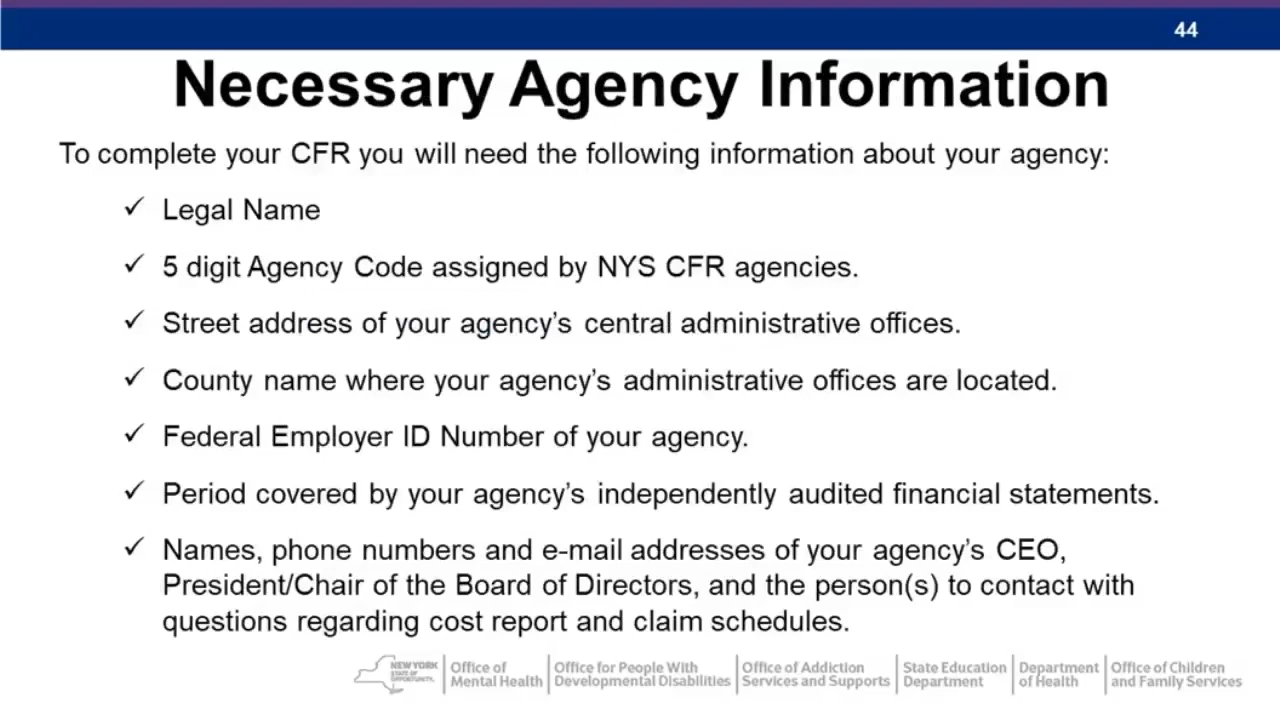 44
Necessary Agency Information
To complete your CFR you will need the following information about your agency:
✓ Legal Name
✓ 5 digit Agency Code assigned by NYS CFR agencies.
✓ Street address of your agency’s central administrative offices.
✓ County name where your agency’s administrative offices are located.
✓ Federal Employer ID Number of your agency.
✓ Period covered by your agency’s independently audited financial statements.
✓ Names, phone numbers and e-mail addresses of your agency’s CEO,
President/Chair of the Board of Directors, and the person(s) to contact with
questions regarding cost report and claim schedules.
NEW YORK
STATE OF
OPPORTUNITY.
Office of
Mental Health
Office for People With
Developmental Disabilities
Office of Addiction
Services and Supports
State Education
Department
Department
of Health
Office of Children
and Family Services